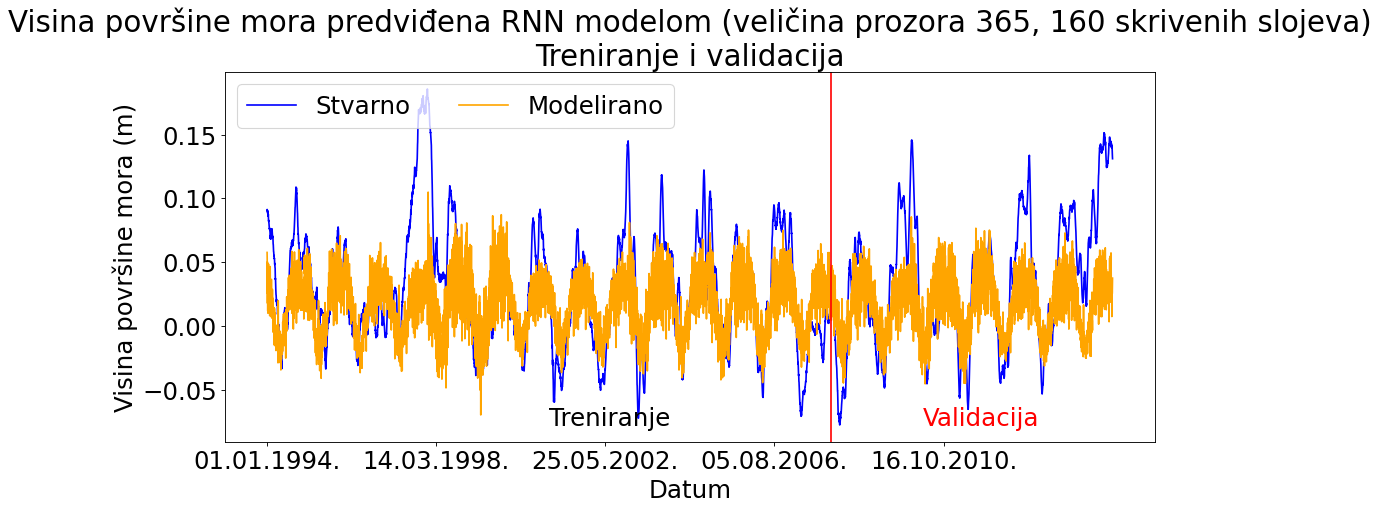 Visina površine mora predviđena RNN modelom (veličina prozora 365, 160 skrivenih slojeva)
Treniranje i validacija
Stvarno
Modelirano
Visina površine mora (m)
0.15
0.10
0.05
0.00
−0.05
Treniranje
Validacija
01.01.1994.
14.03.1998.
25.05.2002.
05.08.2006.
16.10.2010.
Datum